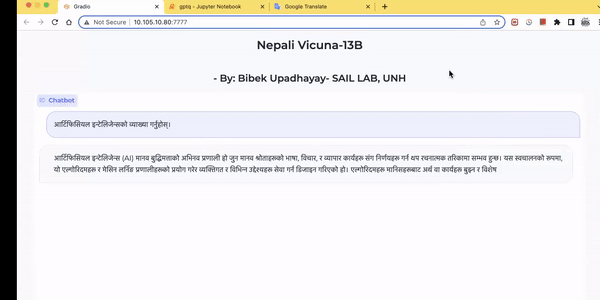 Gradio
gptq - Jupyter Notebook
Google Translate
Not Secure | 10.105.10.80:7777
Nepali Vicuna-13B
- By: Bibek Upadhayay- SAIL LAB, UNH
Chatbot
आर्टिफिसियल इन्टेलिजेन्सको व्याख्या गर्नुहोस्।
आर्टिफिसियल इन्टेलिजेन्स (AI) मानव बुद्धिमत्ताको अभिनव प्रणाली हो जुन मानव श्रोताहरूको भाषा, विचार, र व्यापार कार्यहरू संग निर्णयहरू गर्न थप रचनात्मक तरिकामा सम्भव हुन्छ। यस स्वचालनको रूपमा,
यो एल्गोरिदमहरू र मेसिन लर्निङ प्रणालीहरूको प्रयोग गरेर व्यक्तिगत र विभिन्न उद्देश्यहरू सेवा गर्न डिजाइन गरिएको हो। एल्गोरिदमहरू मानिसहरूबाट अर्थ वा कार्यहरू बुझ्न र विशेष